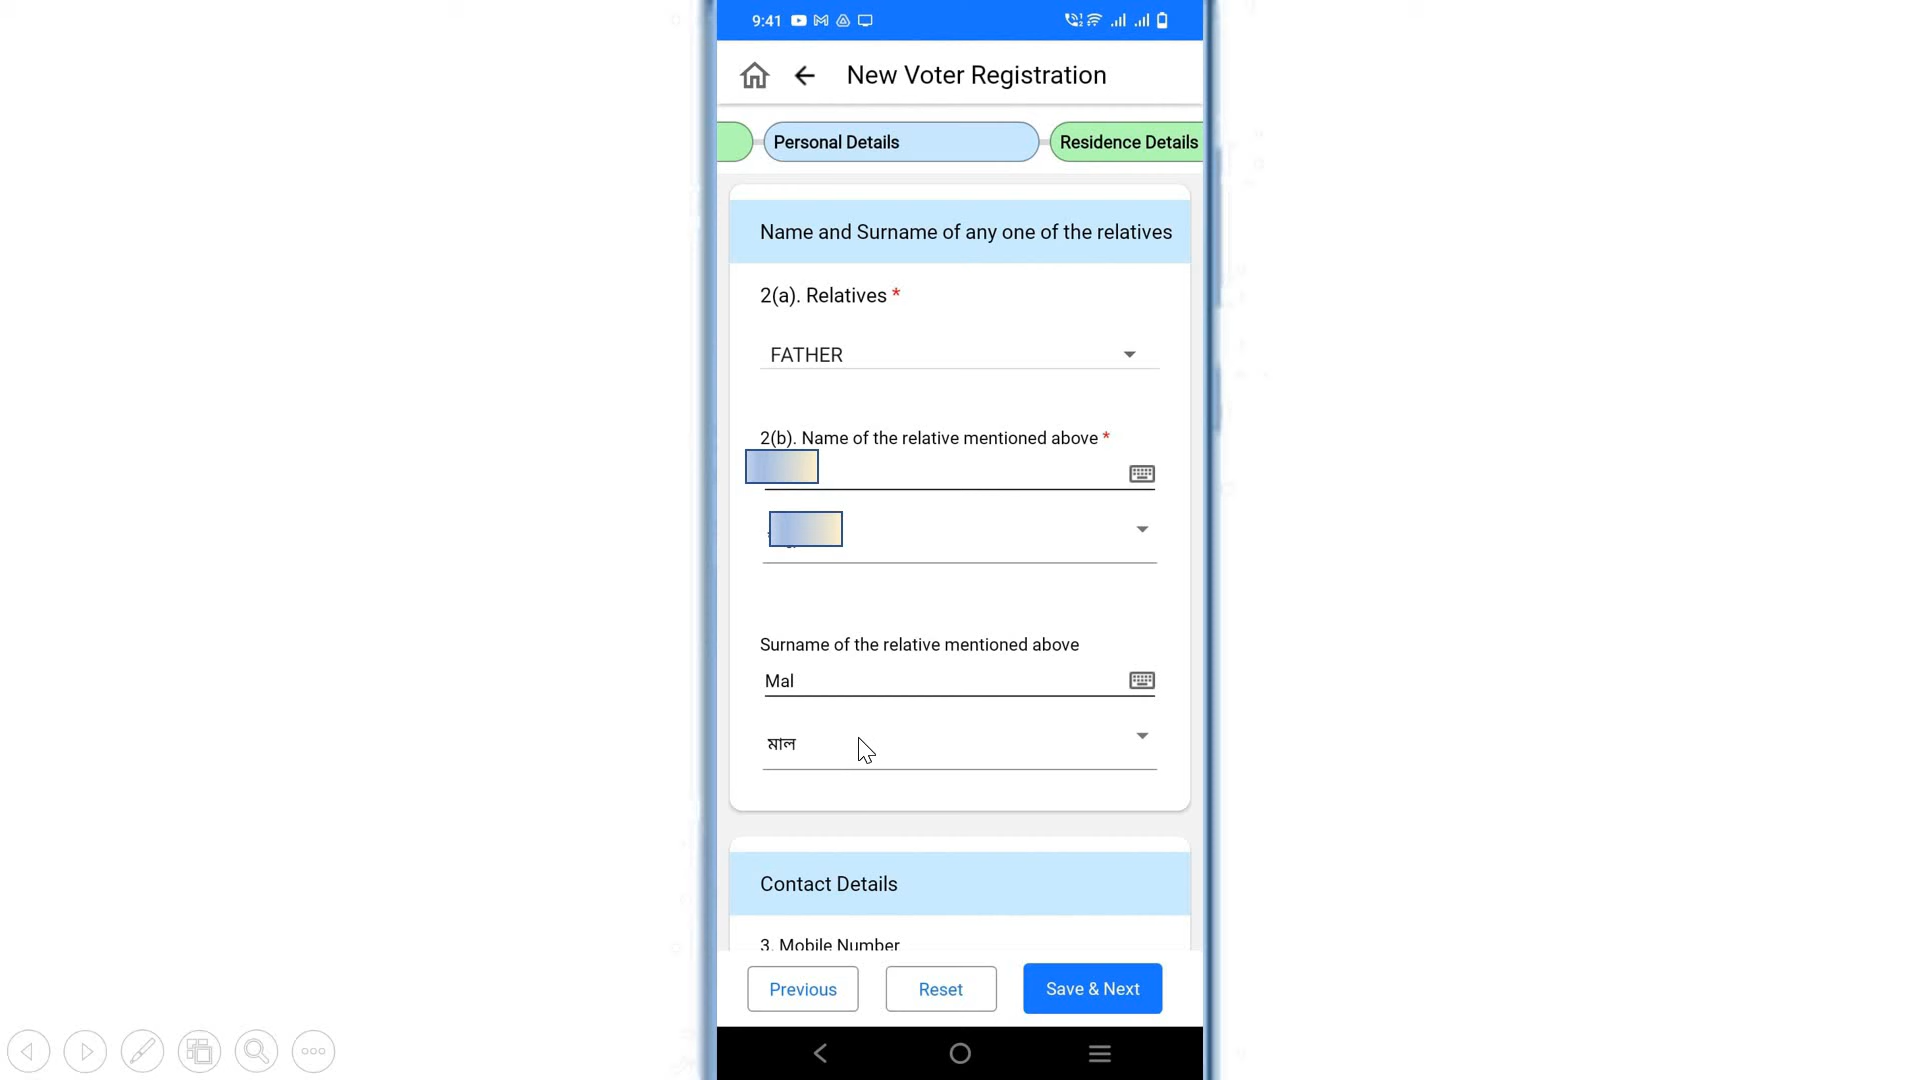 9:41
New Voter Registration
Personal Details
Residence Details
Name and Surname of any one of the relatives
2(a). Relatives *
FATHER
2(b). Name of the relative mentioned above *
Surname of the relative mentioned above
Mal
মাল
Contact Details
3. Mobile Number
Previous
Reset
Save & Next